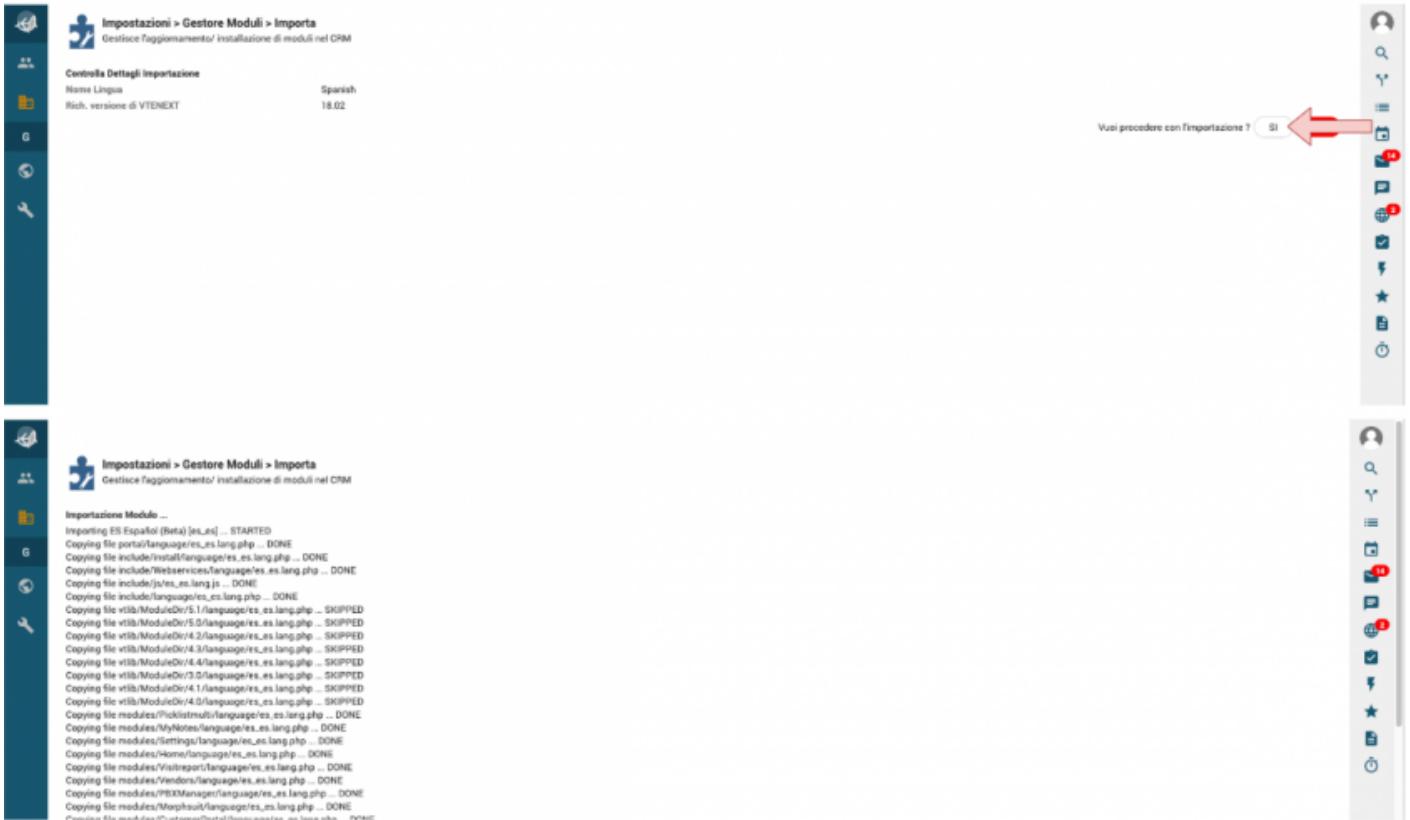 Impostazioni > Gestore Moduli > Importa
Gestisce l'aggiornamento/ installazione di moduli nel CRM
Controlla Dettagli Importazione
Nome Lingua Spanish
Rich. versione di VTENEXT 18.02
Vuoi procedere con l'importazione ? SI
G
14
3
Impostazioni > Gestore Moduli > Importa
Gestisce l'aggiornamento/ installazione di moduli nel CRM
Importazione Modulo ...
Importing ES Español (Beta) [es_es] ... STARTED
Copying file portal/language/es_es.lang.php ... DONE
Copying file include/install/language/es_es.lang.php ... DONE
Copying file include/Webservices/language/es_es.lang.php ... DONE
Copying file include/js/es_es.lang.js ... DONE
Copying file include/language/es_es.lang.php ... DONE
Copying file vtlib/ModuleDir/5.1/language/es_es.lang.php ... SKIPPED
Copying file vtlib/ModuleDir/5.0/language/es_es.lang.php ... SKIPPED
Copying file vtlib/ModuleDir/4.2/language/es_es.lang.php ... SKIPPED
Copying file vtlib/ModuleDir/4.3/language/es_es.lang.php ... SKIPPED
Copying file vtlib/ModuleDir/4.4/language/es_es.lang.php ... SKIPPED
Copying file vtlib/ModuleDir/3.0/language/es_es.lang.php ... SKIPPED
Copying file vtlib/ModuleDir/4.1/language/es_es.lang.php ... SKIPPED
Copying file vtlib/ModuleDir/4.0/language/es_es.lang.php ... SKIPPED
Copying file modules/Picklistmulti/language/es_es.lang.php ... DONE
Copying file modules/MyNotes/language/es_es.lang.php ... DONE
Copying file modules/Settings/language/es_es.lang.php ... DONE
Copying file modules/Home/language/es_es.lang.php ... DONE
Copying file modules/Visitreport/language/es_es.lang.php ... DONE
Copying file modules/Vendors/language/es_es.lang.php ... DONE
Copying file modules/PBXManager/language/es_es.lang.php ... DONE
Copying file modules/Morphsuit/language/es_es.lang.php ... DONE
Copying file modules/CustomerPortal/language/es_es.lang.php ... DONE
G
14
2